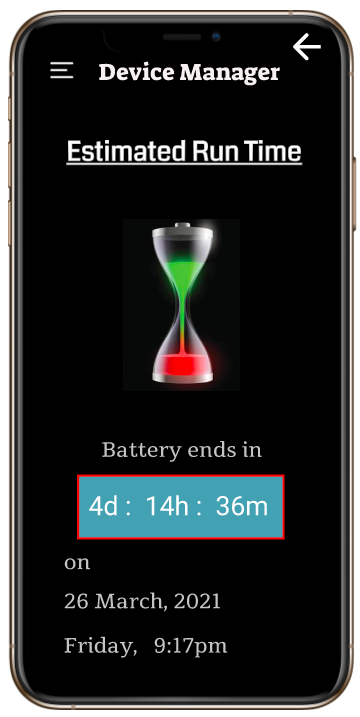 Device Manager
Estimated Run Time
Battery ends in
4d : 14h : 36m
on
26 March, 2021
Friday, 9:17pm